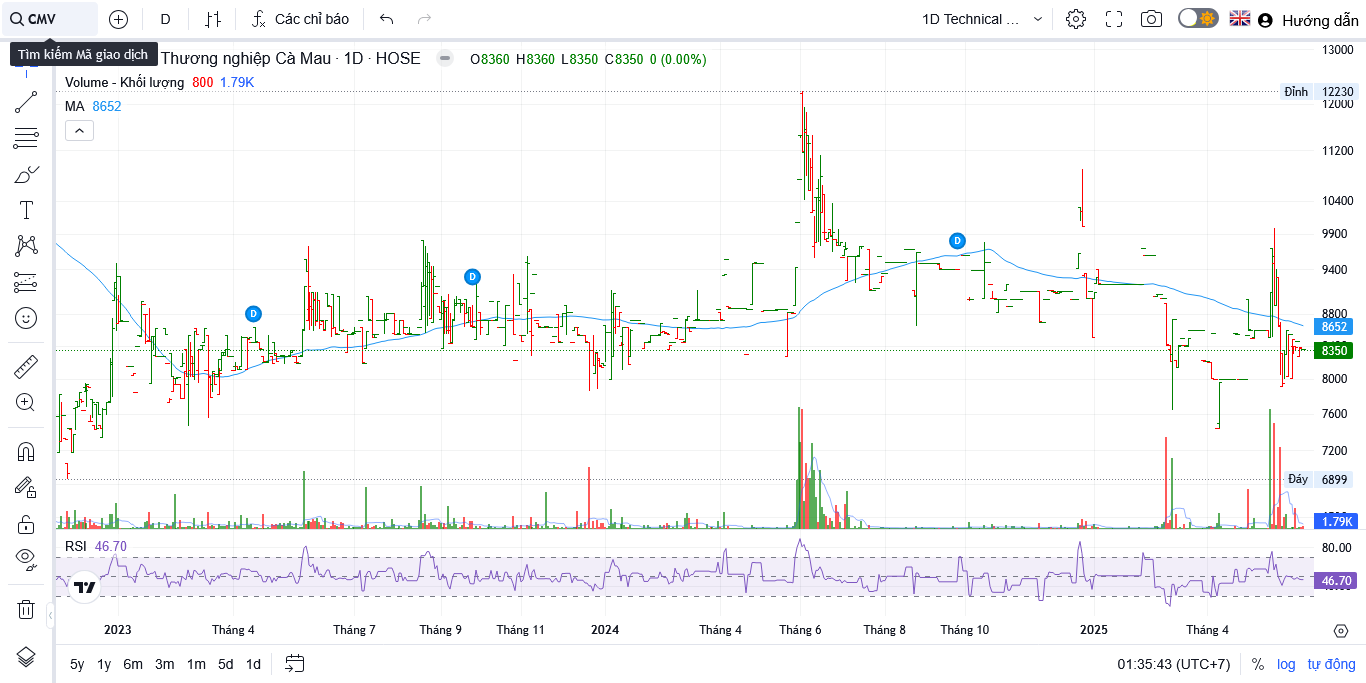 CMV
D
Các chỉ báo
1D Technical ...
Hướng dẫn
Tìm kiếm Mã giao dịch
Thương nghiệp Cà Mau · 1D · HOSE
O8360 H8360 L8350 C8350 0 (0.00%)
Volume - Khối lượng 800 1.79K
MA 8652
13000
Đỉnh 12230
12000
11200
10400
9900
9400
8800
8652
8350
8000
7600
7200
Đáy 6899
1.79K
D
D
D
RSI 46.70
80.00
46.70
2023
Tháng 4
Tháng 7
Tháng 9
Tháng 11
2024
Tháng 4
Tháng 6
Tháng 8
Tháng 10
2025
Tháng 4
5y 1y 6m 3m 1m 5d 1d
01:35:43 (UTC+7)
% log tự động